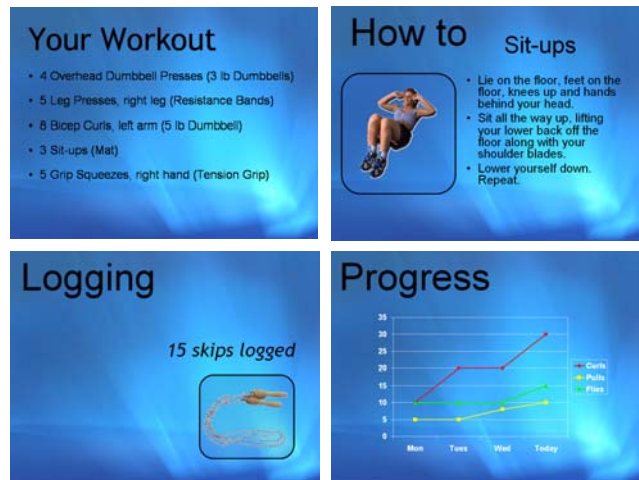 Your Workout
• 4 Overhead Dumbbell Presses (3 lb Dumbbells)
• 5 Leg Presses, right leg (Resistance Bands)
• 8 Bicep Curls, left arm (5 lb Dumbbell)
• 3 Sit-ups (Mat)
• 5 Grip Squeezes, right hand (Tension Grip)
How to
Sit-ups
• Lie on the floor, feet on the
floor, knees up and hands
behind your head.
• Sit all the way up, lifting
your lower back off the
floor along with your
shoulder blades.
• Lower yourself down.
Repeat.
Logging
15 skips logged
Progress
35
30
25
20
15
10
5
0
Mon Tues Wed Today
Curls
Pulls
Flies